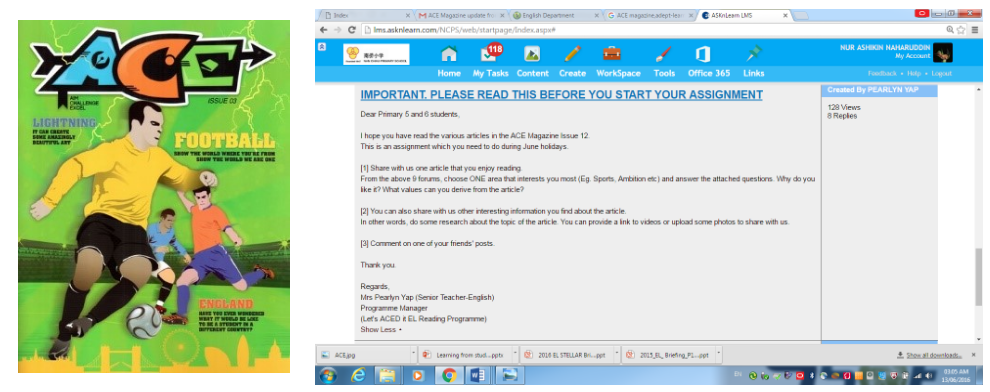 ACE
AIM
CHALLENGE
EXCEL
ISSUE 03
LIGHTNING
IT CAN CREATE
SOME AMAZINGLY
BEAUTIFUL ART
FOOTBALL
SHOW THE WORLD WHERE YOU'RE FROM
SHOW THE WORLD WE ARE ONE
ENGLAND
HAVE YOU EVER WONDERED
WHAT IT WOULD BE LIKE
TO BE A STUDENT IN A
DIFFERENT COUNTRY?
Index
ACE Magazine update fro
English Department
ACE magazine,adept-lear
ASKnLearn LMS
lms.asknlearn.com/NCPS/web/startpage/Index.aspx#
118
Home My Tasks Content Create WorkSpace Tools Office 365 Links
NUR ASHIKIN NAHARUDDIN
My Account
Feedback • Help • Logout
IMPORTANT. PLEASE READ THIS BEFORE YOU START YOUR ASSIGNMENT
Dear Primary 5 and 6 students,
I hope you have read the various articles in the ACE Magazine Issue 12.
This is an assignment which you need to do during June holidays.
[1] Share with us one article that you enjoy reading.
From the above 9 forums, choose ONE area that interests you most (Eg. Sports, Ambition etc) and answer the attached questions. Why do you
like it? What values can you derive from the article?
[2] You can also share with us other interesting information you find about the article.
In other words, do some research about the topic of the article. You can provide a link to videos or upload some photos to share with us.
[3] Comment on one of your friends' posts.
Thank you.
Regards,
Mrs Pearlyn Yap (Senior Teacher-English)
Programme Manager
(Let's ACED it EL Reading Programme)
Show Less
Created By PEARLYN YAP
128 Views
8 Replies
ACE.jpg
Learning from stud...pptx
2016 EL STELLAR Bri...ppt
2015_EL_Briefing_P1...ppt
Show all downloads...
03:05 AM
13/06/2016